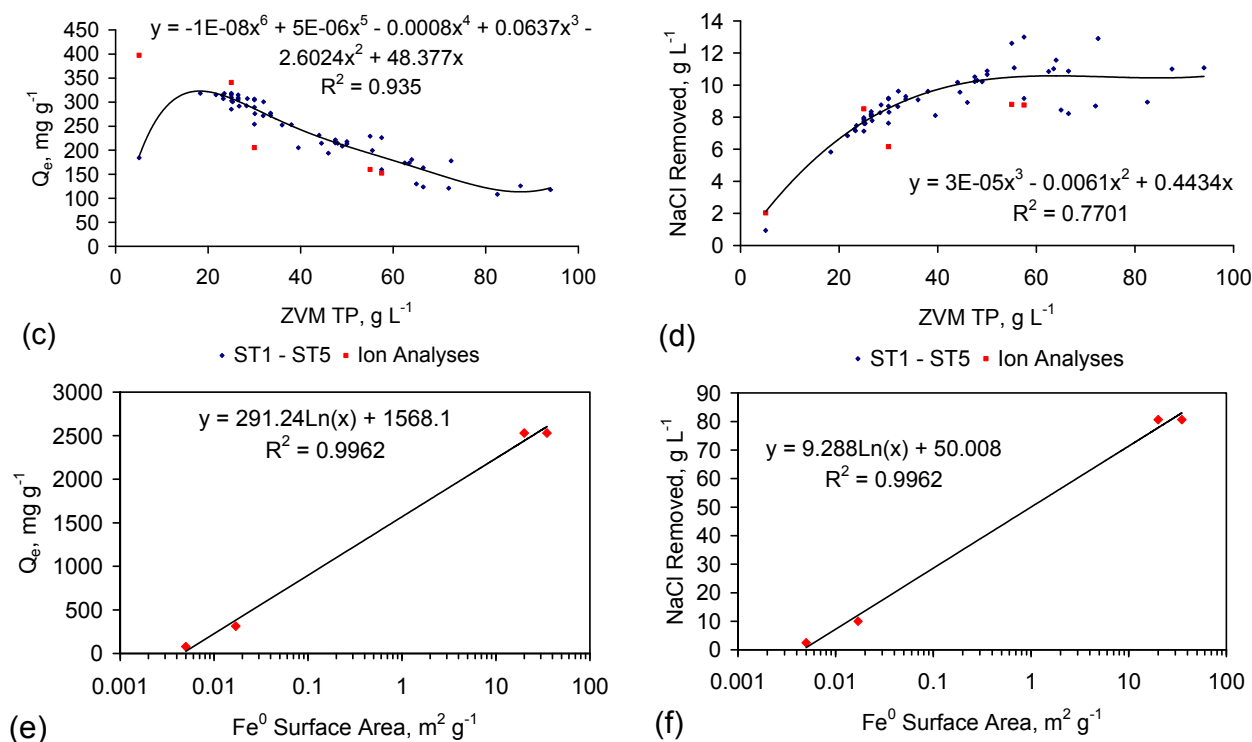 y = -1E-08x⁶ + 5E-06x⁵ - 0.0008x⁴ + 0.0637x³ -
2.6024x² + 48.377x
R² = 0.935
450
400
350
300
250
200
150
100
50
0
Qₑ, mg g⁻¹
0 20 40 60 80 100
ZVM TP, g L⁻¹
(c)
14
12
10
8
6
4
2
0
NaCl Removed, g L⁻¹
y = 3E-05x³ - 0.0061x² + 0.4434x
R² = 0.7701
0 20 40 60 80 100
ZVM TP, g L⁻¹
(d)
ST1 - ST5 Ion Analyses
ST1 - ST5 Ion Analyses
3000
2500
2000
1500
1000
500
0
Qₑ, mg g⁻¹
y = 291.24Ln(x) + 1568.1
R² = 0.9962
0.001 0.01 0.1 1 10 100
Fe⁰ Surface Area, m² g⁻¹
(e)
90
80
70
60
50
40
30
20
10
0
NaCl Removed, g L⁻¹
y = 9.288Ln(x) + 50.008
R² = 0.9962
0.001 0.01 0.1 1 10 100
Fe⁰ Surface Area, m² g⁻¹
(f)